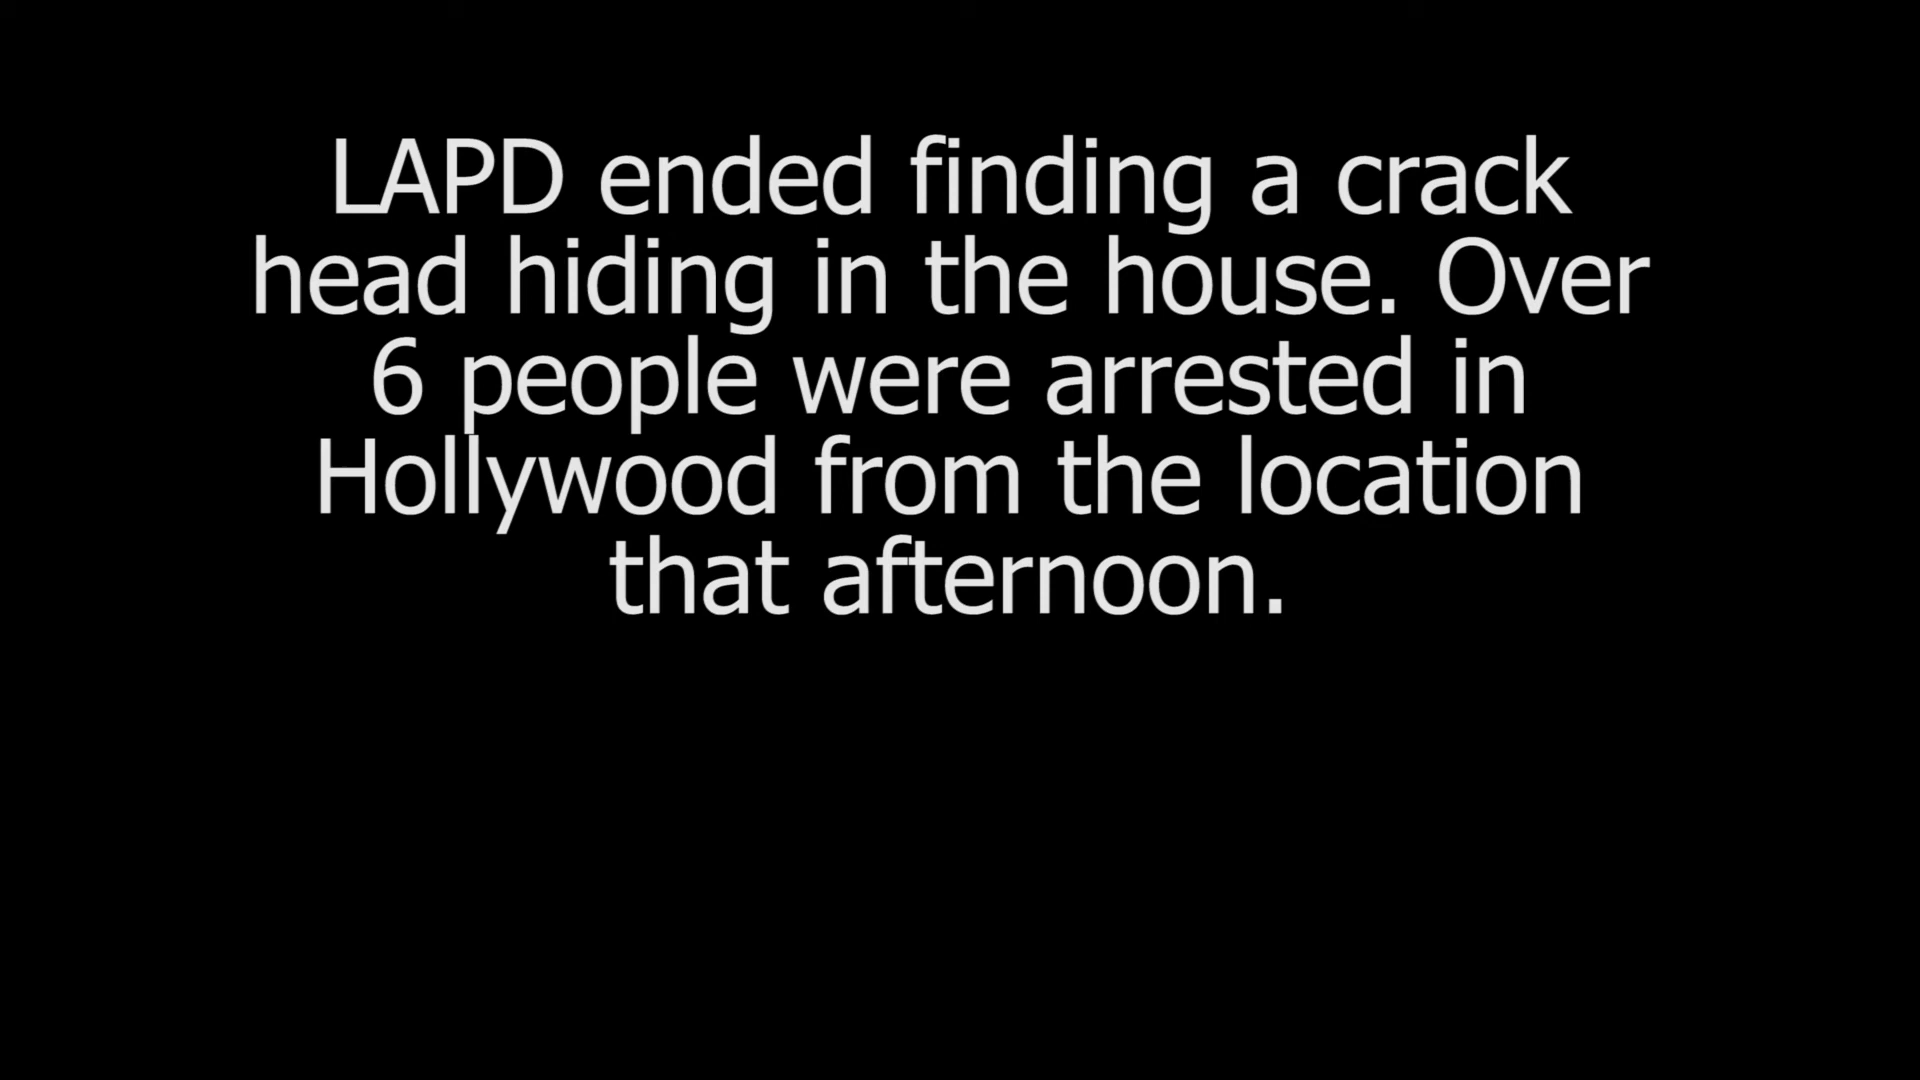 LAPD ended finding a crack
head hiding in the house. Over
6 people were arrested in
Hollywood from the location
that afternoon.